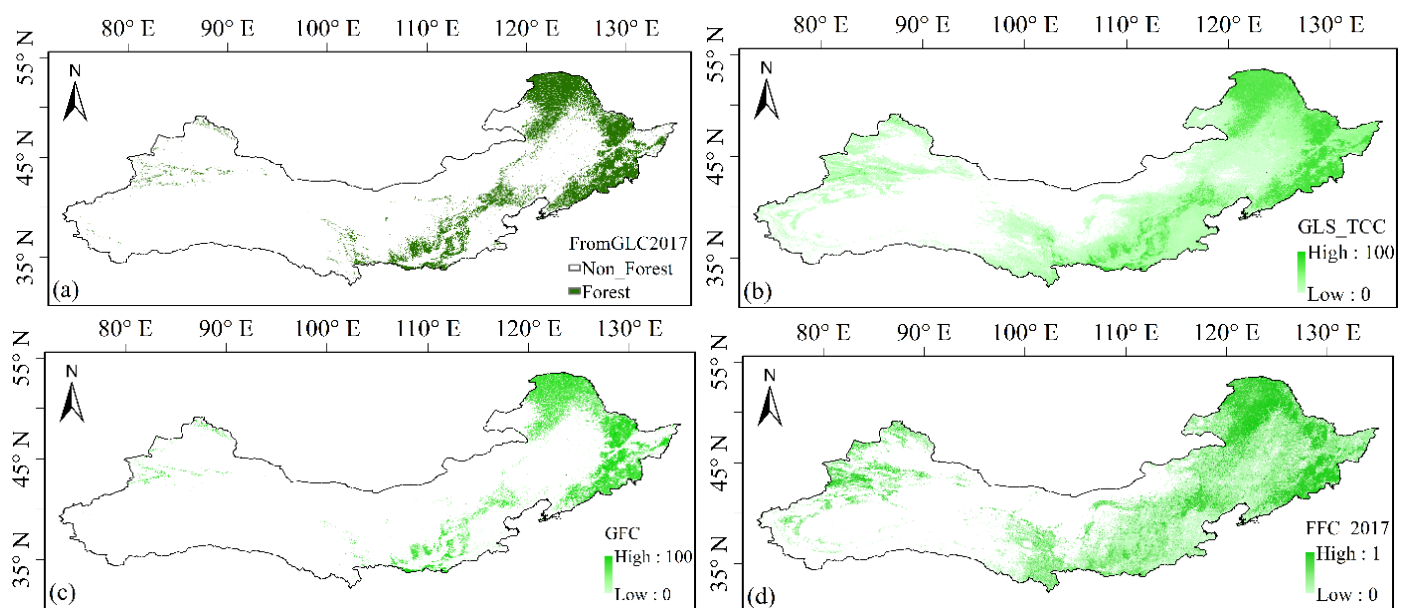 80° E 90° E 100° E 110° E 120° E 130° E
55° N
45° N
35° N
N
FromGLC2017
Non_Forest
Forest
(a)
80° E 90° E 100° E 110° E 120° E 130° E
55° N
45° N
35° N
N
GLS_TCC
High : 100
Low : 0
(b)
80° E 90° E 100° E 110° E 120° E 130° E
55° N
45° N
35° N
N
GFC
High : 100
Low : 0
(c)
80° E 90° E 100° E 110° E 120° E 130° E
55° N
45° N
35° N
N
FFC_2017
High : 1
Low : 0
(d)